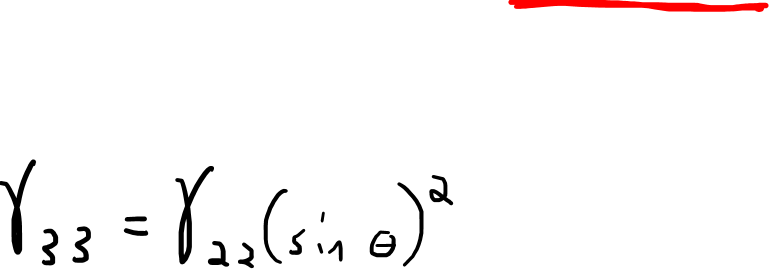 γ₃₃ = γ₂₂(sin θ)²